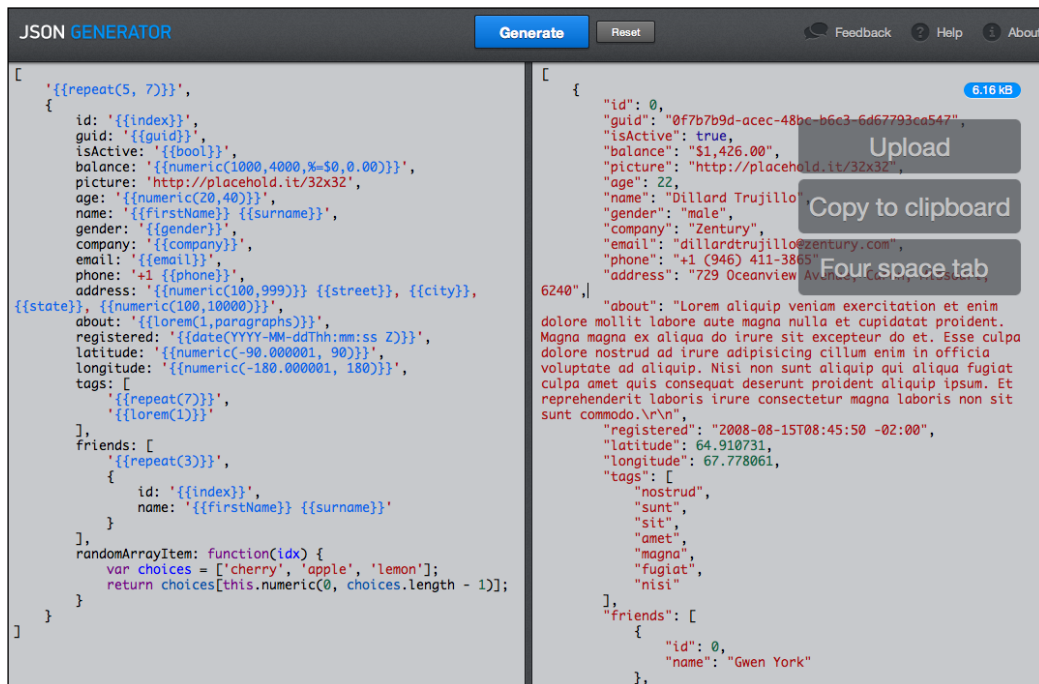 JSON GENERATOR
Generate
Reset
Feedback
Help
About
[
'{{repeat(5, 7)}}',
{
id: '{{index}}',
guid: '{{guid}}',
isActive: '{{bool}}',
balance: '{{numeric(1000,4000,%=$0,0.00)}}',
picture: 'http://placehold.it/32x32',
age: '{{numeric(20,40)}}',
name: '{{firstName}} {{surname}}',
gender: '{{gender}}',
company: '{{company}}',
email: '{{email}}',
phone: '+1 {{phone}}',
address: '{{numeric(100,999)}} {{street}}, {{city}},
{{state}}, {{numeric(100,10000)}}',
about: '{{lorem(1,paragraphs)}}',
registered: '{{date(YYYY-MM-ddThh:mm:ss Z)}}',
latitude: '{{numeric(-90.000001, 90)}}',
longitude: '{{numeric(-180.000001, 180)}}',
tags: [
'{{repeat(7)}}',
'{{lorem(1)}}'
],
friends: [
'{{repeat(3)}}',
{
id: '{{index}}',
name: '{{firstName}} {{surname}}'
}
],
randomArrayItem: function(idx) {
var choices = ['cherry', 'apple', 'lemon'];
return choices[this.numeric(0, choices.length - 1)];
}
}
]
[
{
6.16 kB
"id": 0,
"guid": "0f7b7b9d-acec-48bc-b6c3-6d67793ca547",
"isActive": true,
"balance": "$1,426.00",
Upload
"picture": "http://placehold.it/32x32",
"age": 22,
"name": "Dillard Trujillo",
"gender": "male",
Copy to clipboard
"company": "Zentury",
"email": "dillardtrujillo@zentury.com",
"phone": "+1 (946) 411-3865",
Four space tab
"address": "729 Oceanview Avenue,
6240",
"about": "Lorem aliquip veniam exercitation et enim
dolore mollit labore aute magna nulla et cupidatat proident.
Magna magna ex aliqua do irure sit excepteur do et. Esse culpa
dolore nostrud ad irure adipisicing cillum enim in officia
voluptate ad aliquip. Nisi non sunt aliquip qui aliqua fugiat
culpa amet quis consequat deserunt proident aliquip ipsum. Et
reprehenderit laboris irure consectetur magna laboris non sit
sunt commodo.\r\n",
"registered": "2008-08-15T08:45:50 -02:00",
"latitude": 64.910731,
"longitude": 67.778061,
"tags": [
"nostrud",
"sunt",
"sit",
"amet",
"magna",
"fugiat",
"nisi"
],
"friends": [
{
"id": 0,
"name": "Gwen York"
},